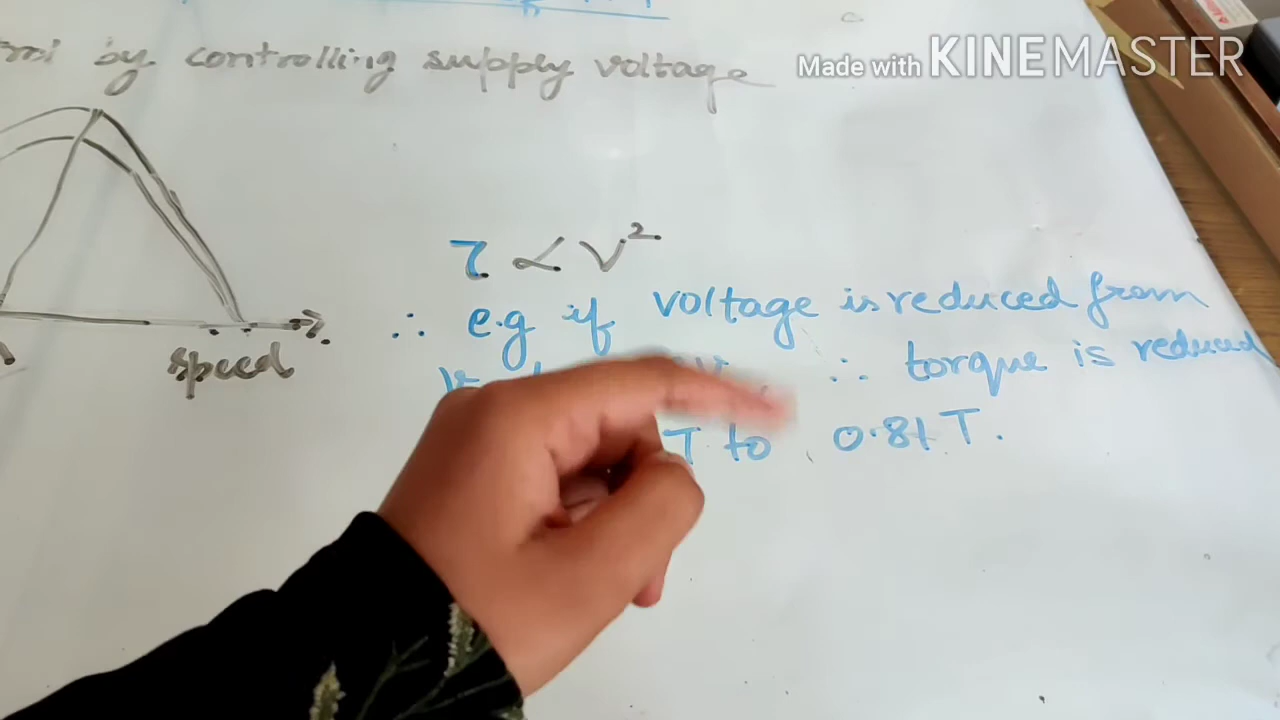 by controlling supply voltage
Made with KINEMASTER
τ ∝ V²
∴ e.g if voltage is reduced from
∴ torque is reduced
T to 0.81 T.
speed